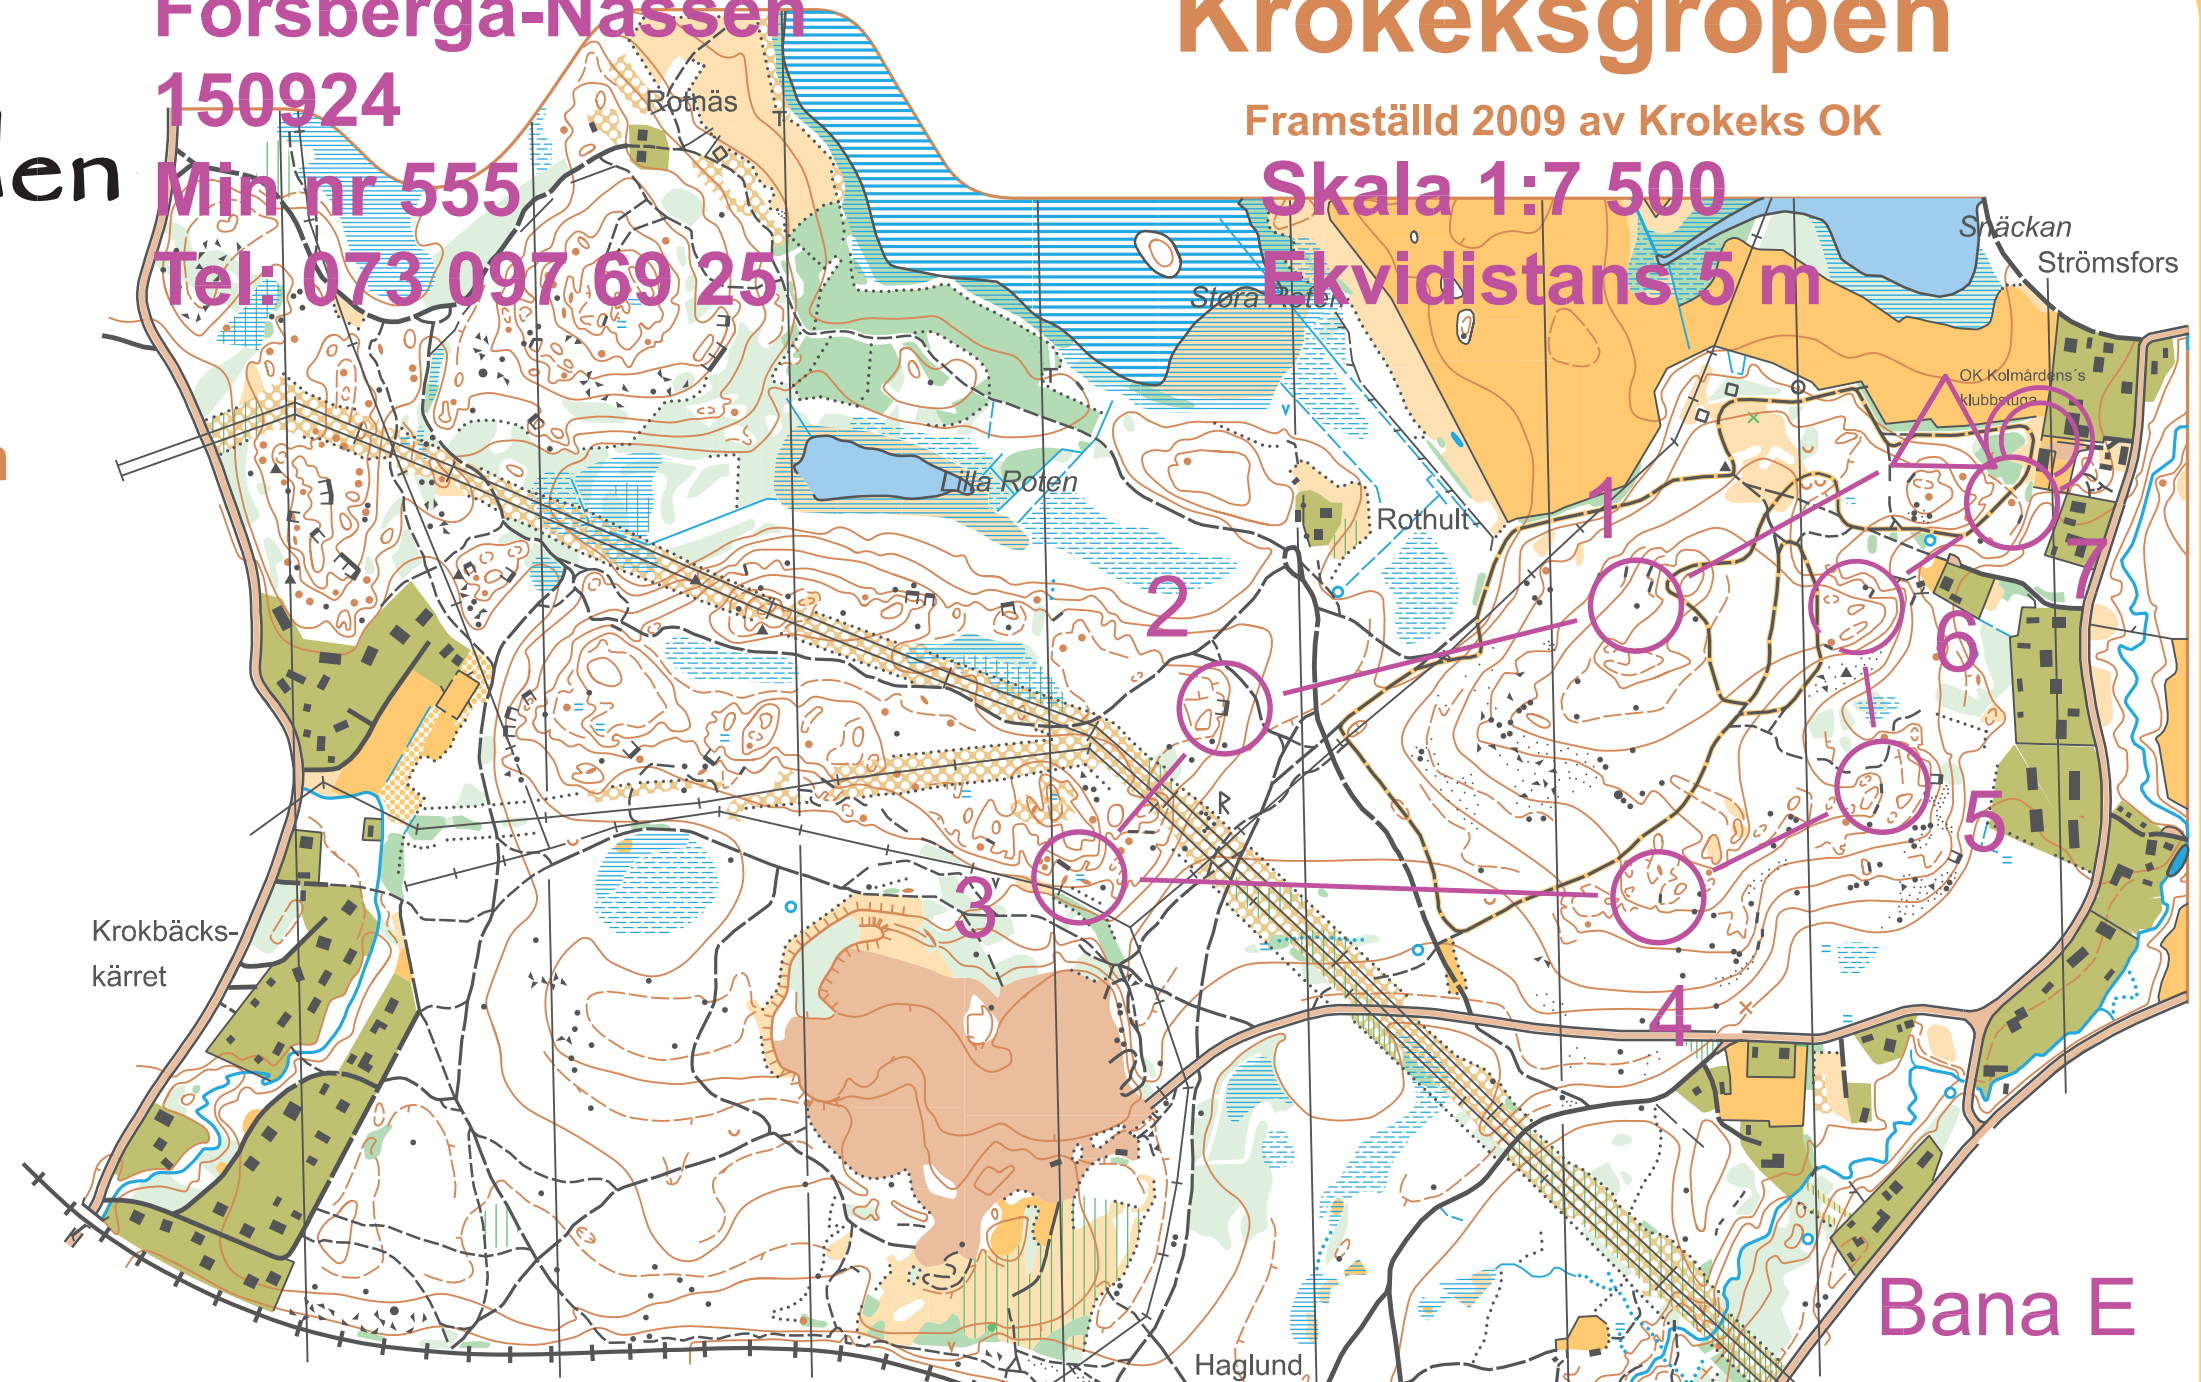 Forsberga-Nassen
150924
Min nr 555
Tel: 073 097 69 25
Krokeksgropen
Framställd 2009 av Krokeks OK
Skala 1:7 500
Ekvidistans 5 m
Rotnäs
Stora Roten
Snäckan
Strömsfors
OK Kolmårdens´s
klubbstuga
Lilla Roten
Rothult
1
2
3
4
5
6
7
Krokbäcks-
kärret
Haglund
Bana E